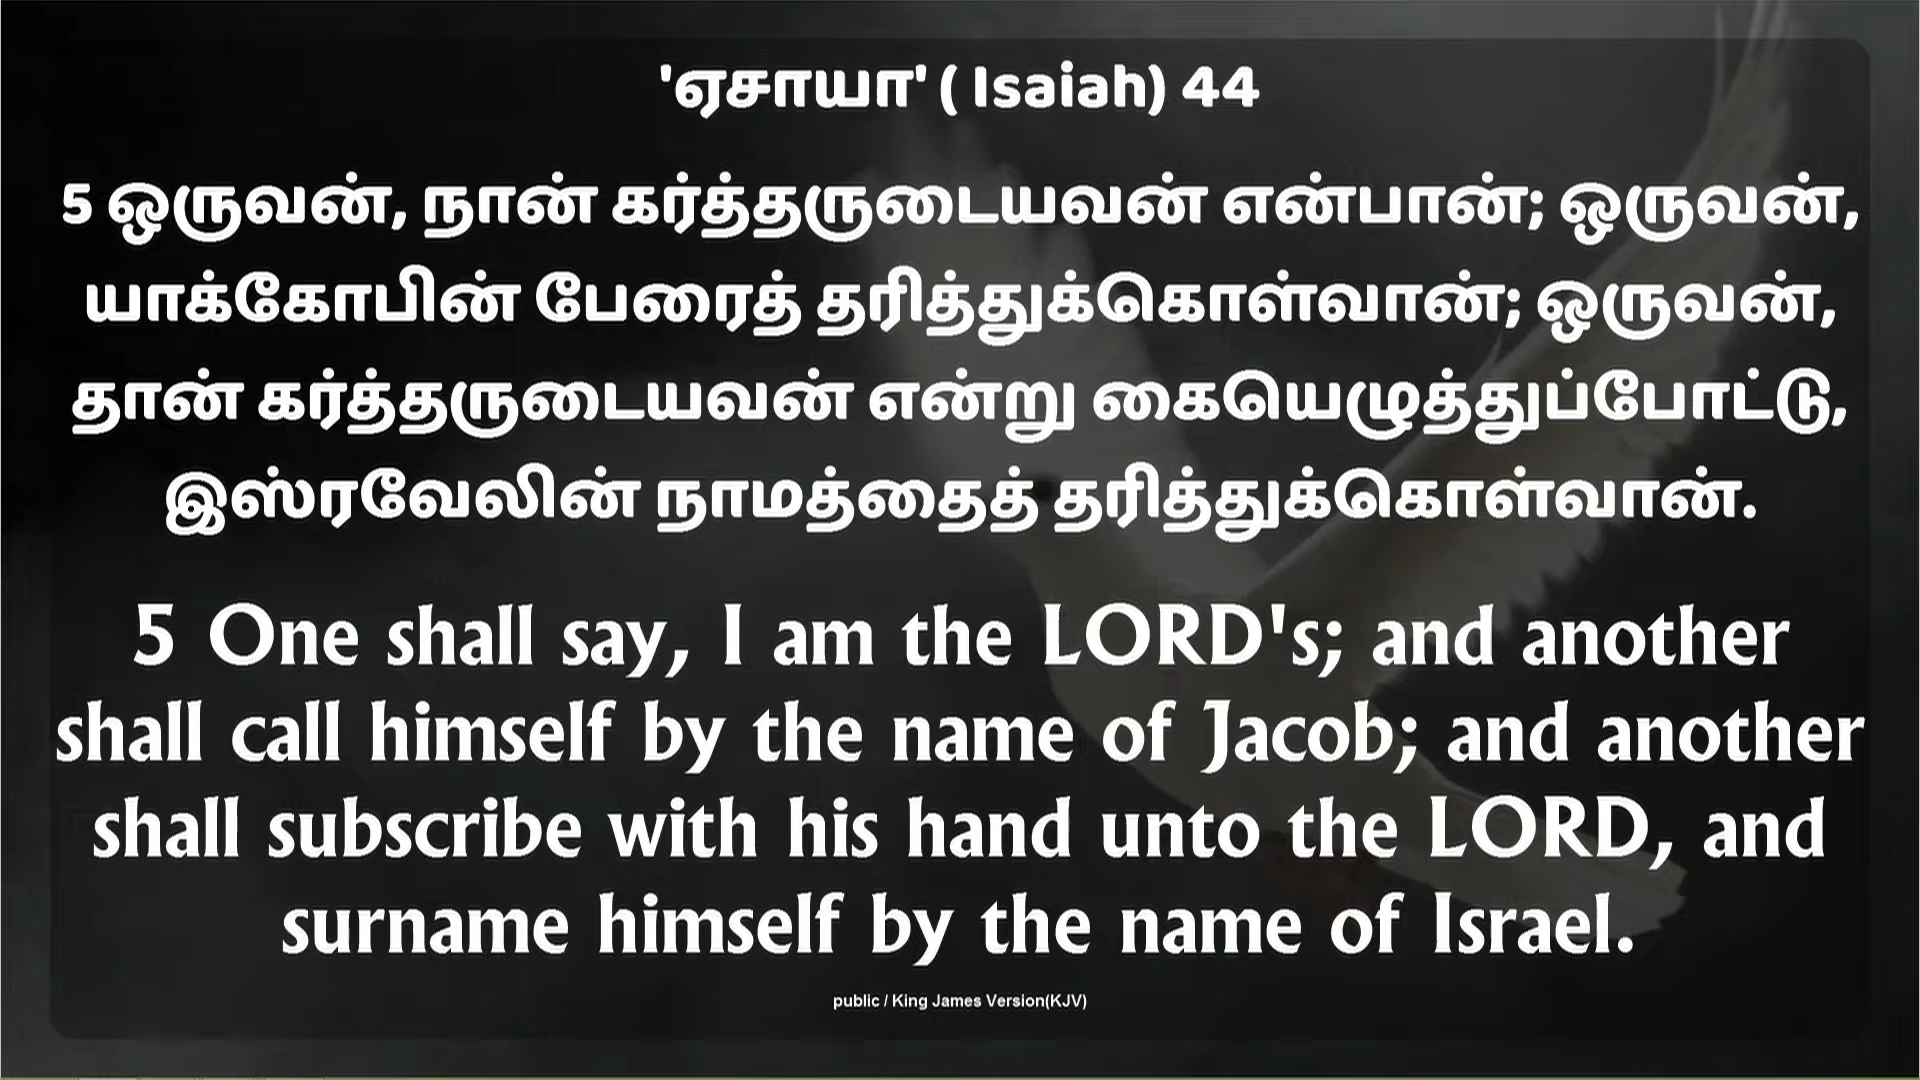 'ஏசாயா' ( Isaiah) 44
5 ஒருவன், நான் கர்த்தருடையவன் என்பான்; ஒருவன்,
யாக்கோபின் பேரைத் தரித்துக்கொள்வான்; ஒருவன்,
தான் கர்த்தருடையவன் என்று கையெழுத்துப்போட்டு,
இஸ்ரவேலின் நாமத்தைத் தரித்துக்கொள்வான்.
5 One shall say, I am the LORD's; and another
shall call himself by the name of Jacob; and another
shall subscribe with his hand unto the LORD, and
surname himself by the name of Israel.
public / King James Version(KJV)